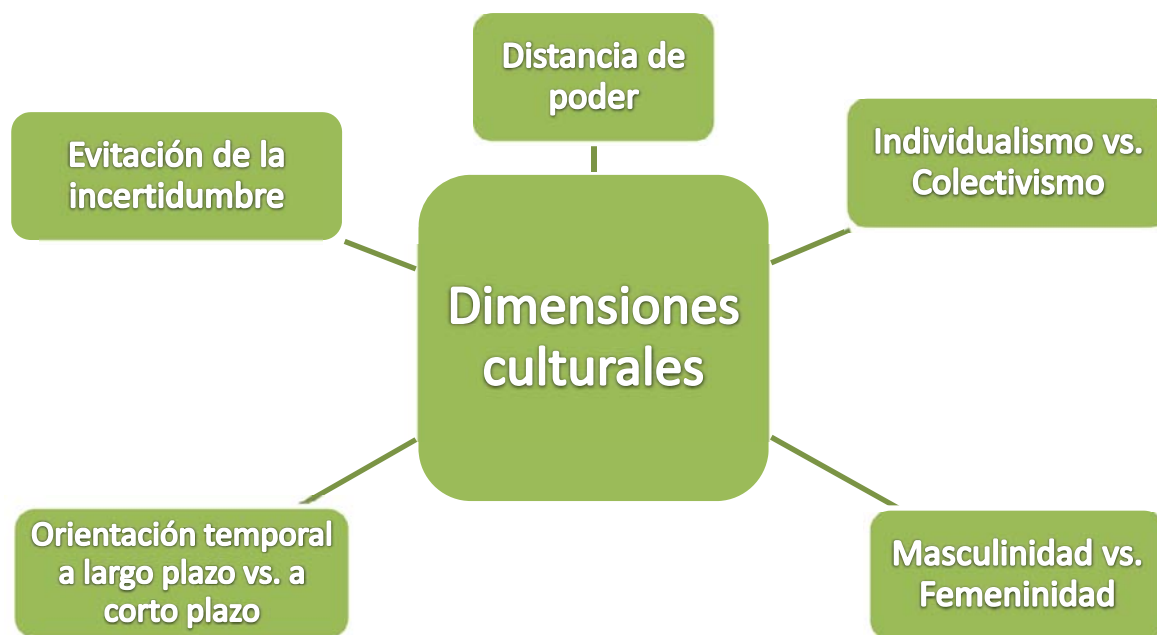 Distancia de
poder
Evitación de la
incertidumbre
Individualismo vs.
Colectivismo
Dimensiones
culturales
Orientación temporal
a largo plazo vs. a
corto plazo
Masculinidad vs.
Femeninidad